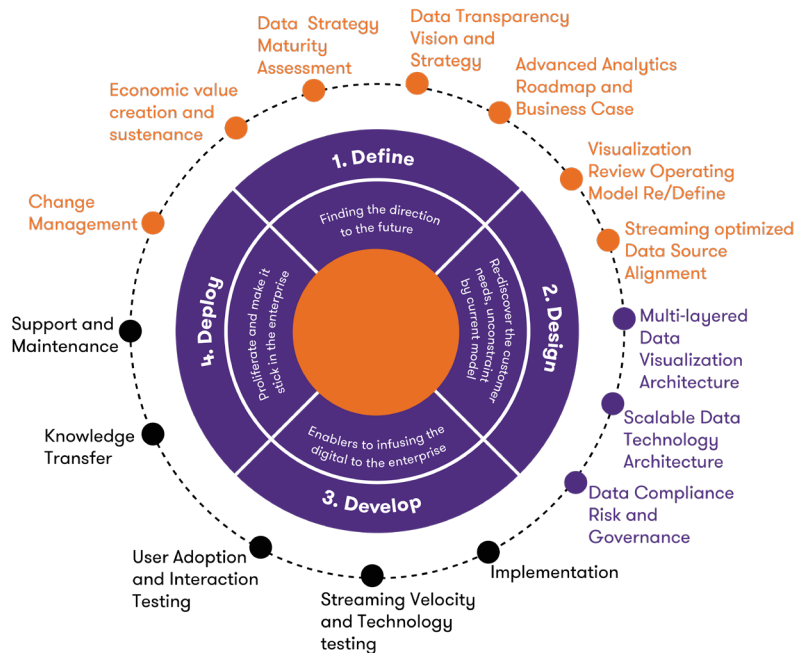 Data Strategy
Maturity
Assessment
Data Transparency
Vision and
Strategy
Advanced Analytics
Roadmap and
Business Case
Visualization
Review Operating
Model Re/Define
Streaming optimized
Data Source
Alignment
Multi-layered
Data
Visualization
Architecture
Scalable Data
Technology
Architecture
Data Compliance
Risk and
Governance
Implementation
Streaming Velocity
and Technology
testing
User Adoption
and Interaction
Testing
Knowledge
Transfer
Support and
Maintenance
Change
Management
Economic value
creation and
sustenance
1. Define
Finding the direction
to the future
2. Design
Re-discover the customer
needs, unconstraint
by current model
3. Develop
Enablers to infusing the
digital to the enterprise
4. Deploy
Proliferate and make it
stick in the enterprise